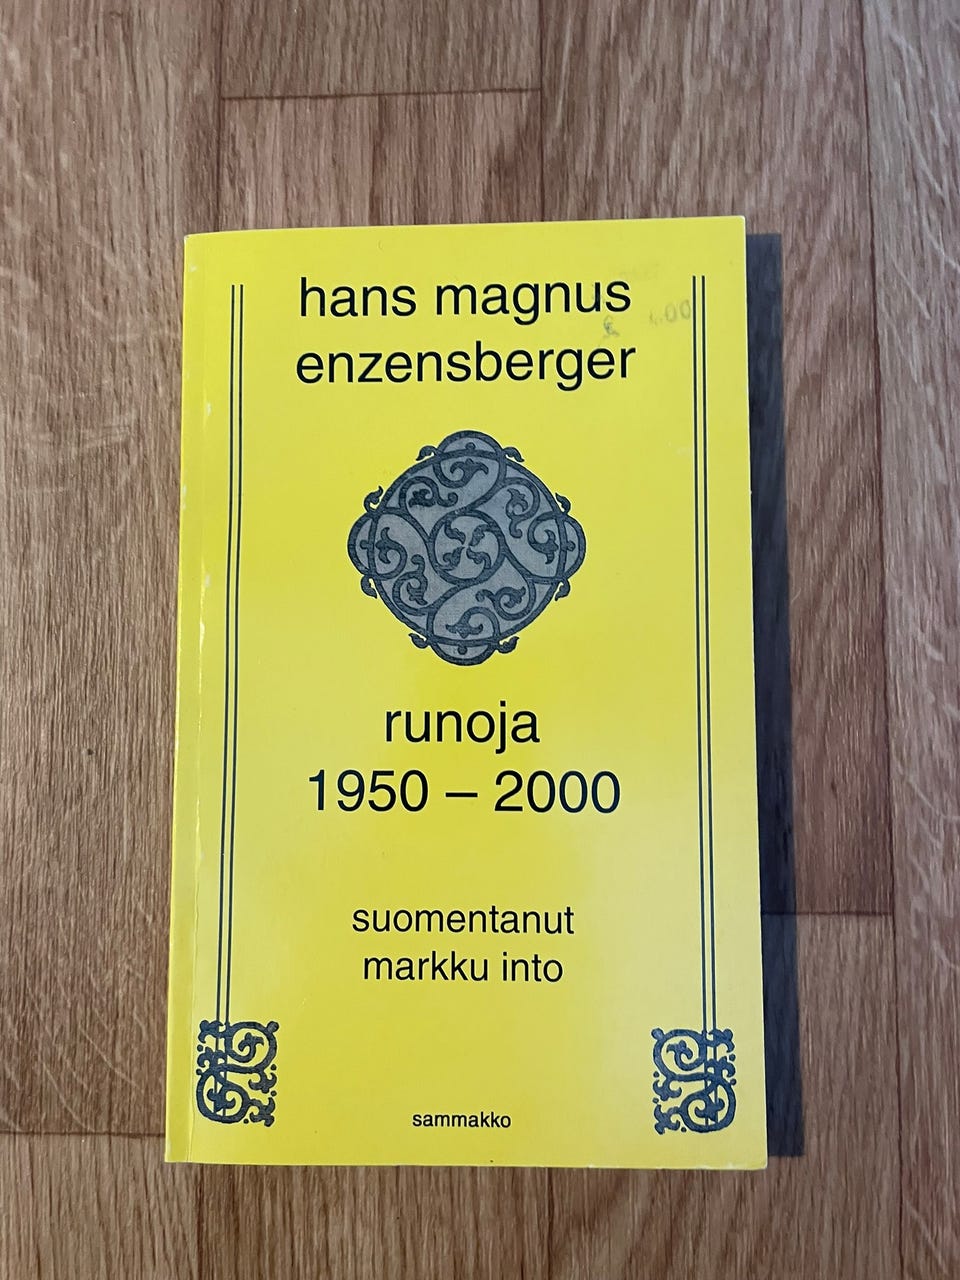 hans magnus
enzensberger
runoja
1950 – 2000
suomentanut
markku into
sammakko